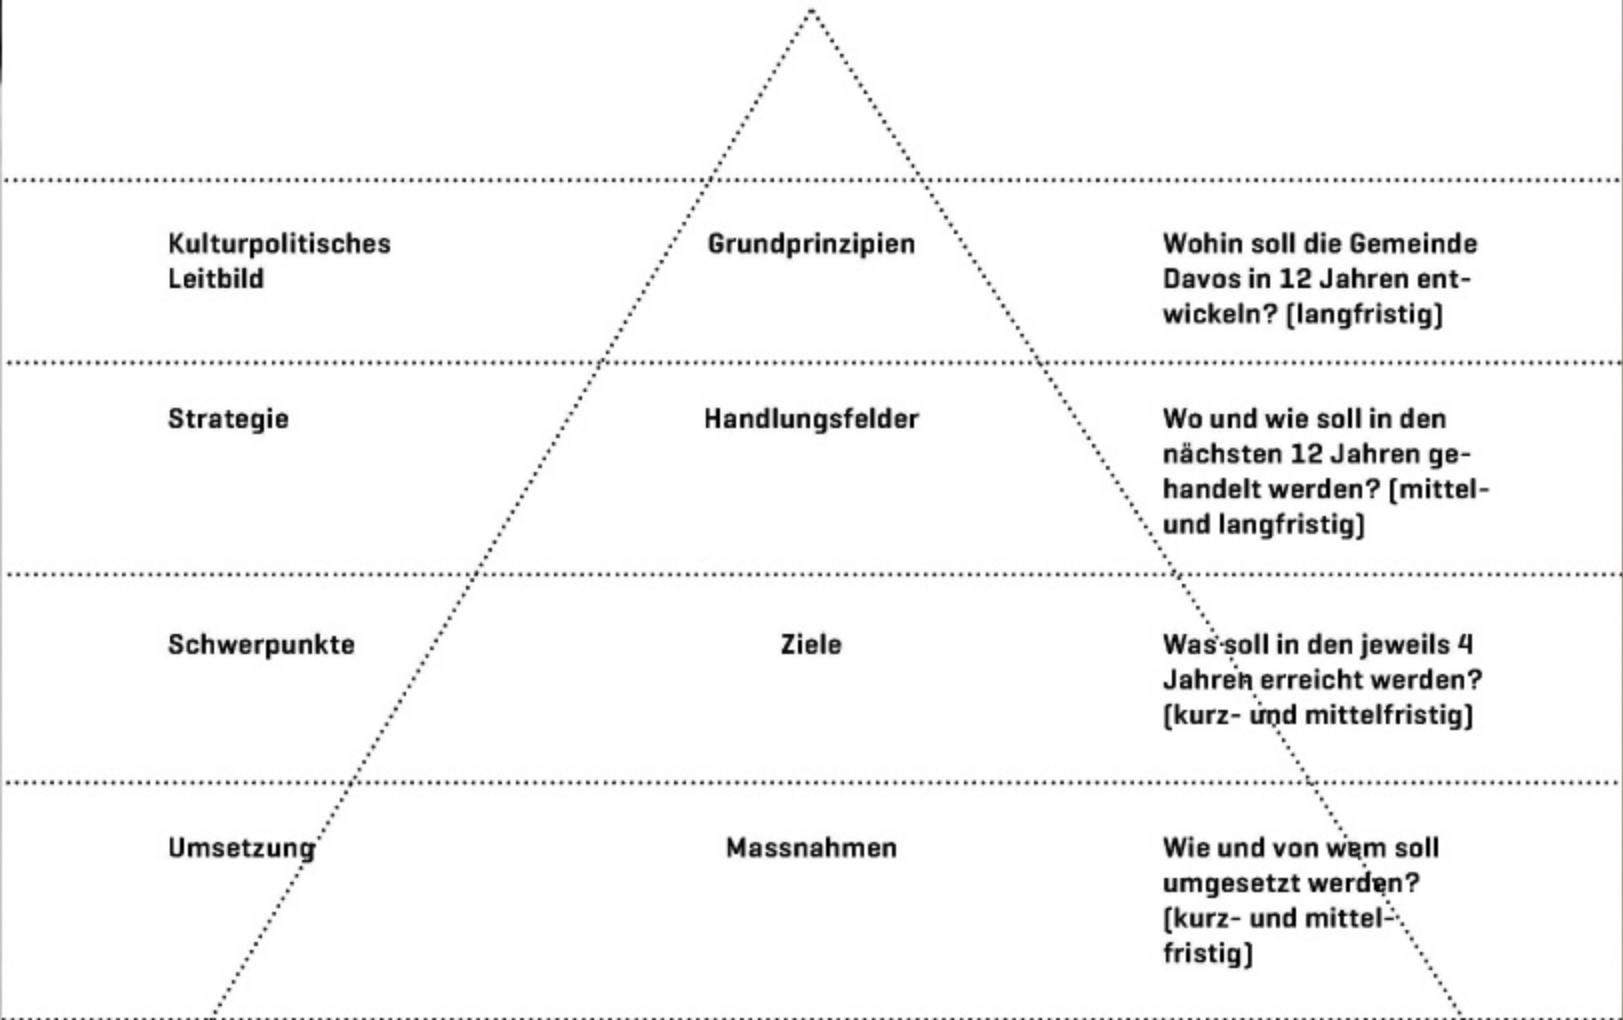 Kulturpolitisches
Leitbild
Grundprinzipien
Wohin soll die Gemeinde
Davos in 12 Jahren ent-
wickeln? (langfristig)
Strategie
Handlungsfelder
Wo und wie soll in den
nächsten 12 Jahren ge-
handelt werden? (mittel-
und langfristig)
Schwerpunkte
Ziele
Was soll in den jeweils 4
Jahren erreicht werden?
(kurz- und mittelfristig)
Umsetzung
Massnahmen
Wie und von wem soll
umgesetzt werden?
(kurz- und mittel-
fristig)